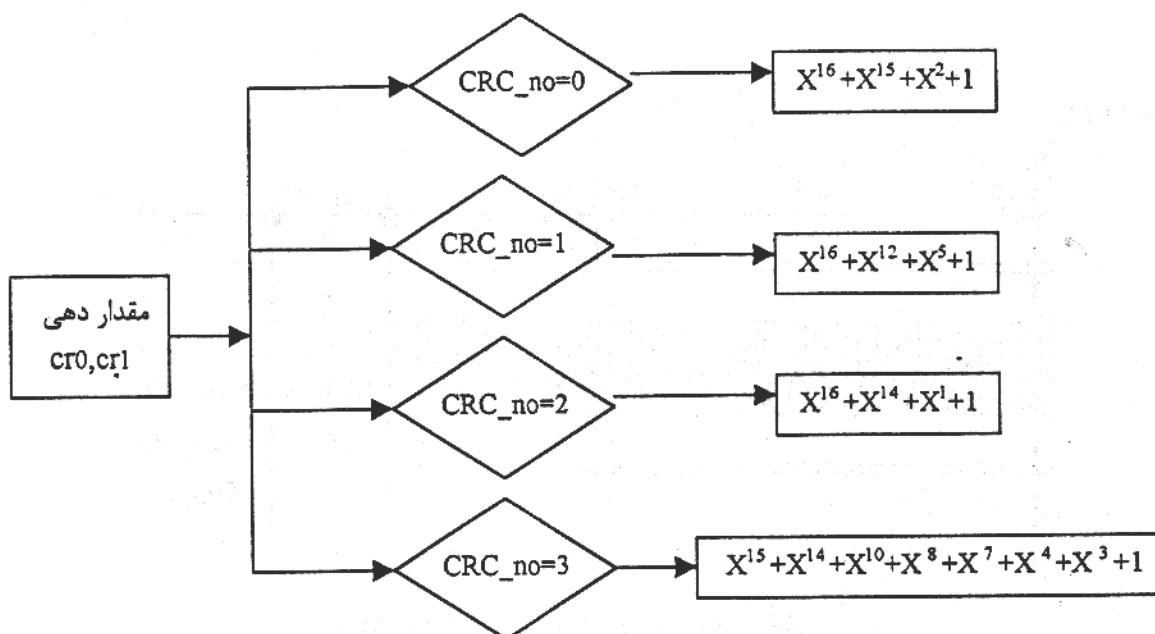 CRC_no=0
X¹⁶+X¹⁵+X²+1
CRC_no=1
X¹⁶+X¹²+X⁵+1
مقدار دهی
cr0,cr1
CRC_no=2
X¹⁶+X¹⁴+X¹+1
CRC_no=3
X¹⁵+X¹⁴+X¹⁰+X⁸+X⁷+X⁴+X³+1